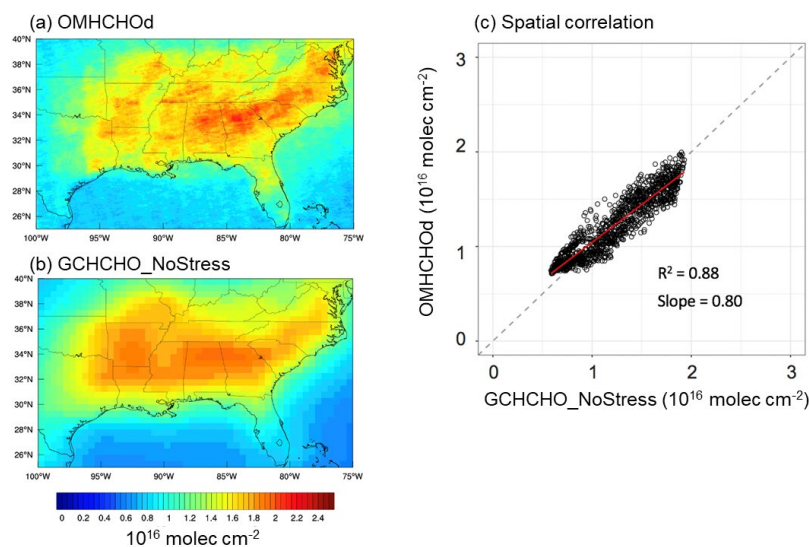 (a) OMHCHOd
40°N
38°N
36°N
34°N
32°N
30°N
28°N
26°N
100°W 95°W 90°W 85°W 80°W 75°W
(b) GCHCHO_NoStress
40°N
38°N
36°N
34°N
32°N
30°N
28°N
26°N
100°W 95°W 90°W 85°W 80°W 75°W
0 0.2 0.4 0.6 0.8 1 1.2 1.4 1.6 1.8 2 2.2 2.4
10¹⁶ molec cm⁻²
(c) Spatial correlation
OMHCHOd (10¹⁶ molec cm⁻²)
3
2
1
0
R² = 0.88
Slope = 0.80
0 1 2 3
GCHCHO_NoStress (10¹⁶ molec cm⁻²)